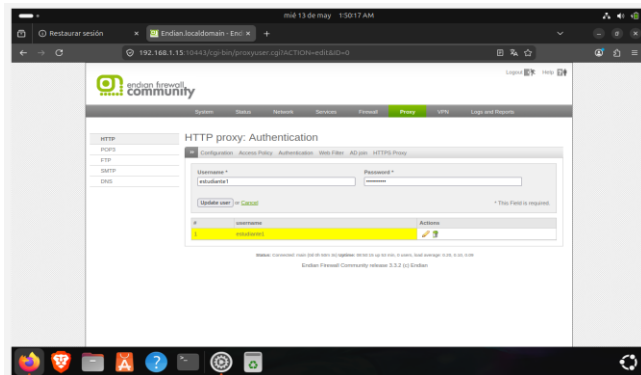 mié 13 de may 1:50:17 AM
Restaurar sesión
Endian.localdomain - End
192.168.1.15:10443/cgi-bin/proxyuser.cgi?ACTION=edit&ID=0
Logout Help
endian firewall
community
System Status Network Services Firewall Proxy VPN Logs and Reports
HTTP
POP3
FTP
SMTP
DNS
HTTP proxy: Authentication
Configuration Access Policy Authentication Web Filter AD join HTTPS Proxy
Username * Password *
estudiante1
Update user or Cancel * This Field is required.
# username Actions
1 estudiante1
Endian Firewall Community release 3.3.2 (c) Endian